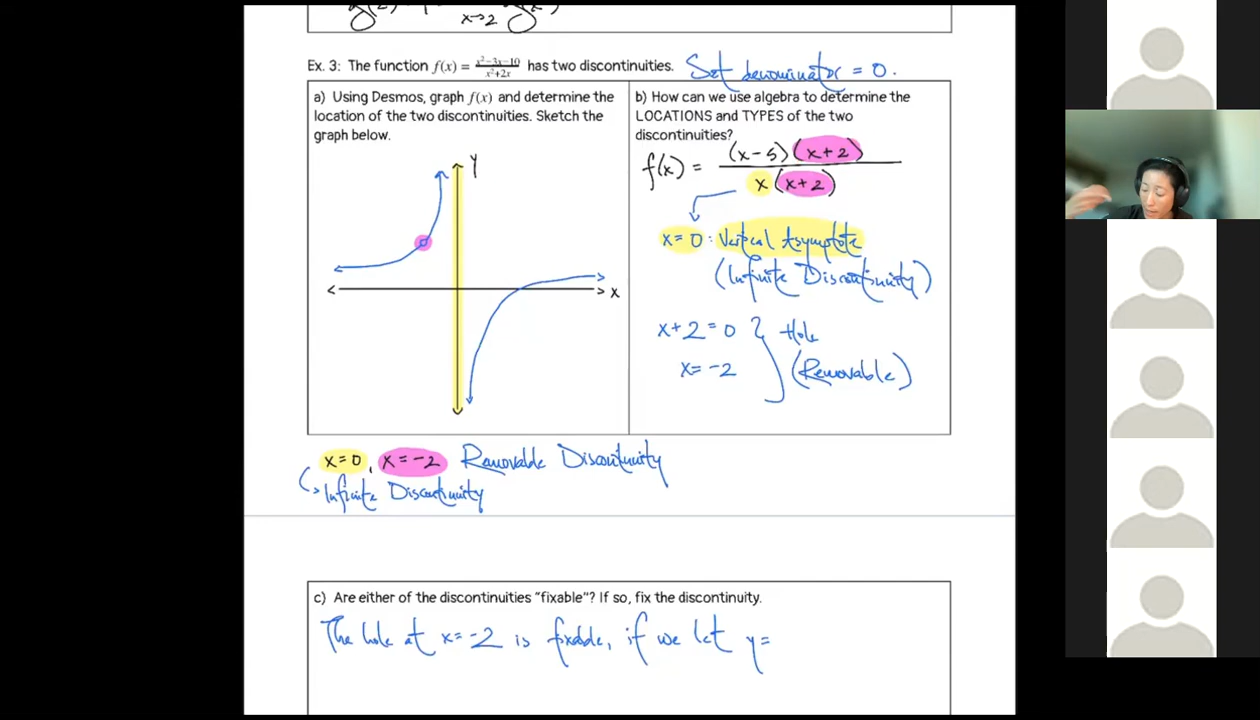 g(2)
x→2
Ex. 3: The function f(x) = x²−3x−10 / x²+2x has two discontinuities. Set denominator = 0.
a) Using Desmos, graph f(x) and determine the
location of the two discontinuities. Sketch the
graph below.
Y
X
b) How can we use algebra to determine the
LOCATIONS and TYPES of the two
discontinuities?
f(x) = (x-5)(x+2) / x(x+2)
x=0: Vertical Asymptote
(Infinite Discontinuity)
x+2=0 } Hole
x=-2 (Removable)
x=0, x=-2 Removable Discontinuity
↳ Infinite Discontinuity
c) Are either of the discontinuities "fixable"? If so, fix the discontinuity.
The hole at x=-2 is fixable, if we let y=